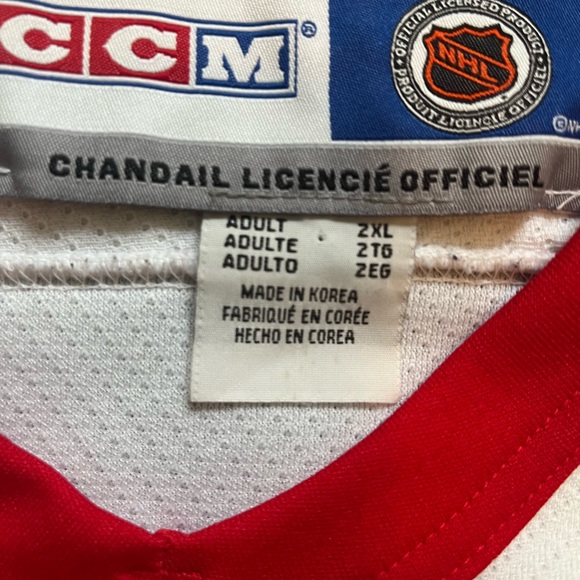 CCM®
OFFICIAL LICENSED PRODUCT
NHL
PRODUIT LICENCIE OFFICIEL
CHANDAIL LICENCIÉ OFFICIEL
ADULT 2XL
ADULTE 2TG
ADULTO 2EG
MADE IN KOREA
FABRIQUÉ EN CORÉE
HECHO EN COREA